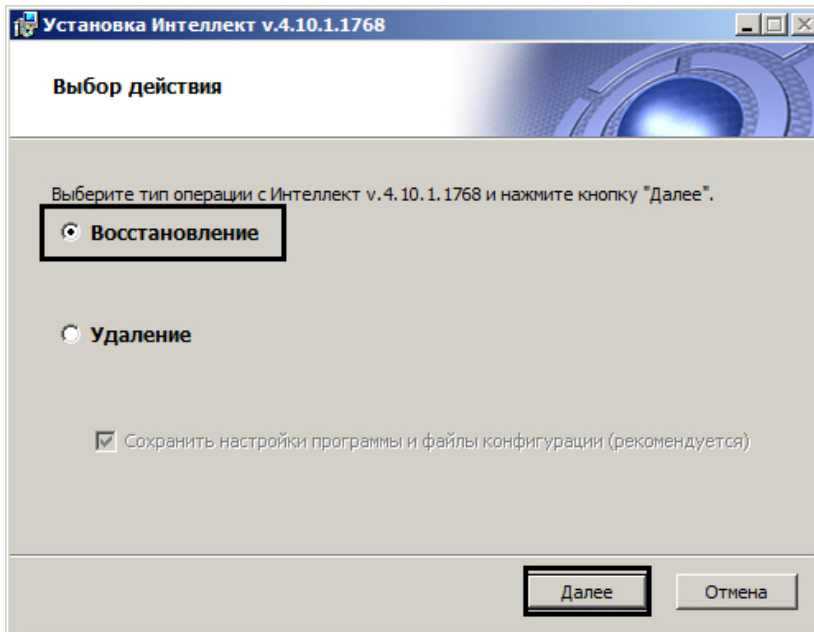 Установка Интеллект v.4.10.1.1768
Выбор действия
Выберите тип операции с Интеллект v.4.10.1.1768 и нажмите кнопку "Далее".
Восстановление
Удаление
Сохранить настройки программы и файлы конфигурации (рекомендуется)
Далее Отмена